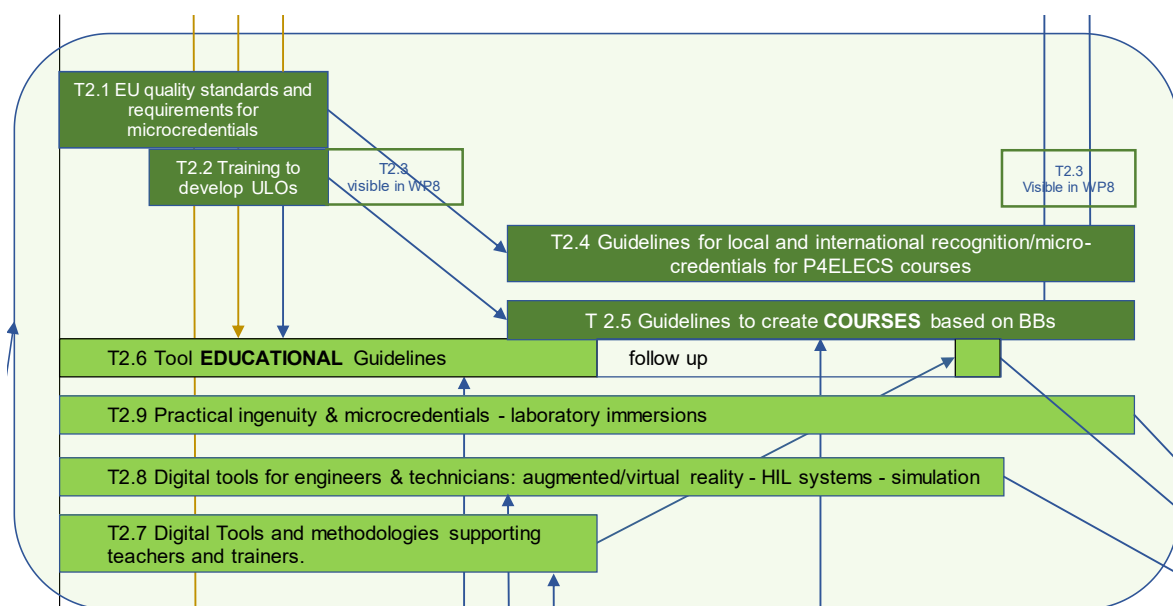 T2.1 EU quality standards and
requirements for
microcredentials
T2.2 Training to
develop ULOs
T2.3
visible in WP8
T2.3
Visible in WP8
T2.4 Guidelines for local and international recognition/micro-
credentials for P4ELECS courses
T 2.5 Guidelines to create COURSES based on BBs
T2.6 Tool EDUCATIONAL Guidelines
follow up
T2.9 Practical ingenuity & microcredentials - laboratory immersions
T2.8 Digital tools for engineers & technicians: augmented/virtual reality - HIL systems - simulation
T2.7 Digital Tools and methodologies supporting
teachers and trainers.